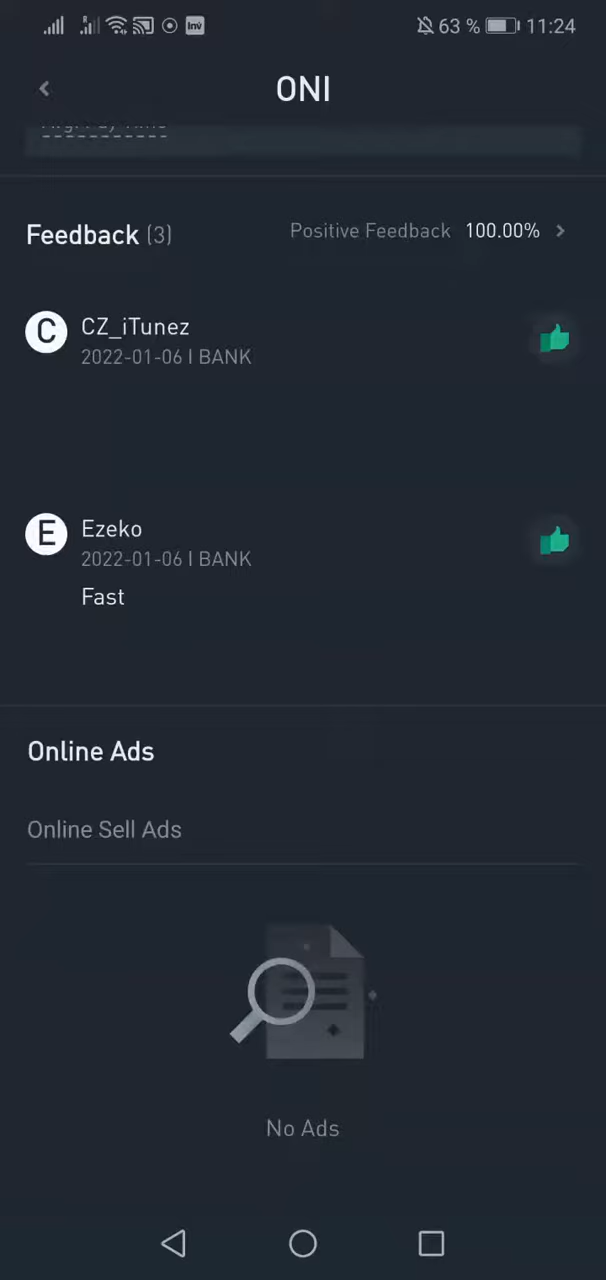 R
Inv
63 %
11:24
ONI
Feedback (3)
Positive Feedback 100.00%
C
CZ_iTunez
2022-01-06 | BANK
E
Ezeko
2022-01-06 | BANK
Fast
Online Ads
Online Sell Ads
No Ads